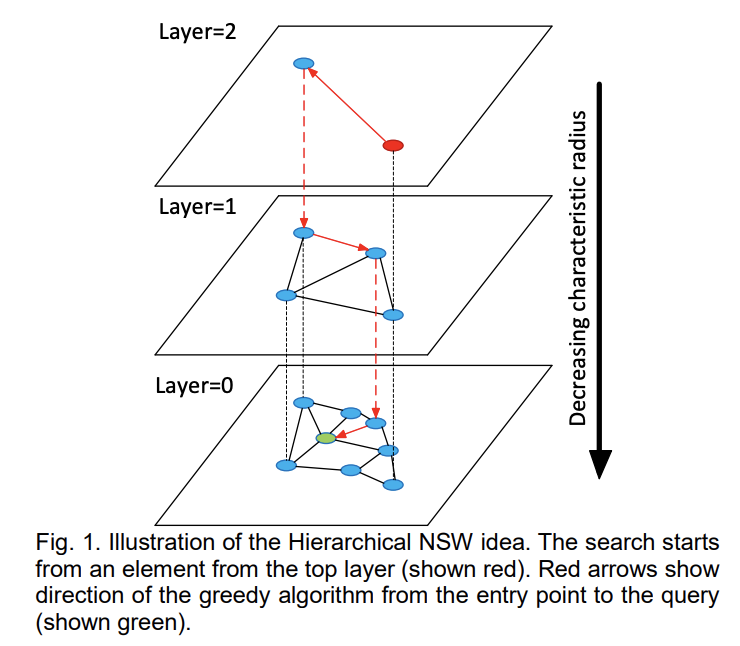 Layer=2
Layer=1
Layer=0
Decreasing characteristic radius
Fig. 1. Illustration of the Hierarchical NSW idea. The search starts
from an element from the top layer (shown red). Red arrows show
direction of the greedy algorithm from the entry point to the query
(shown green).